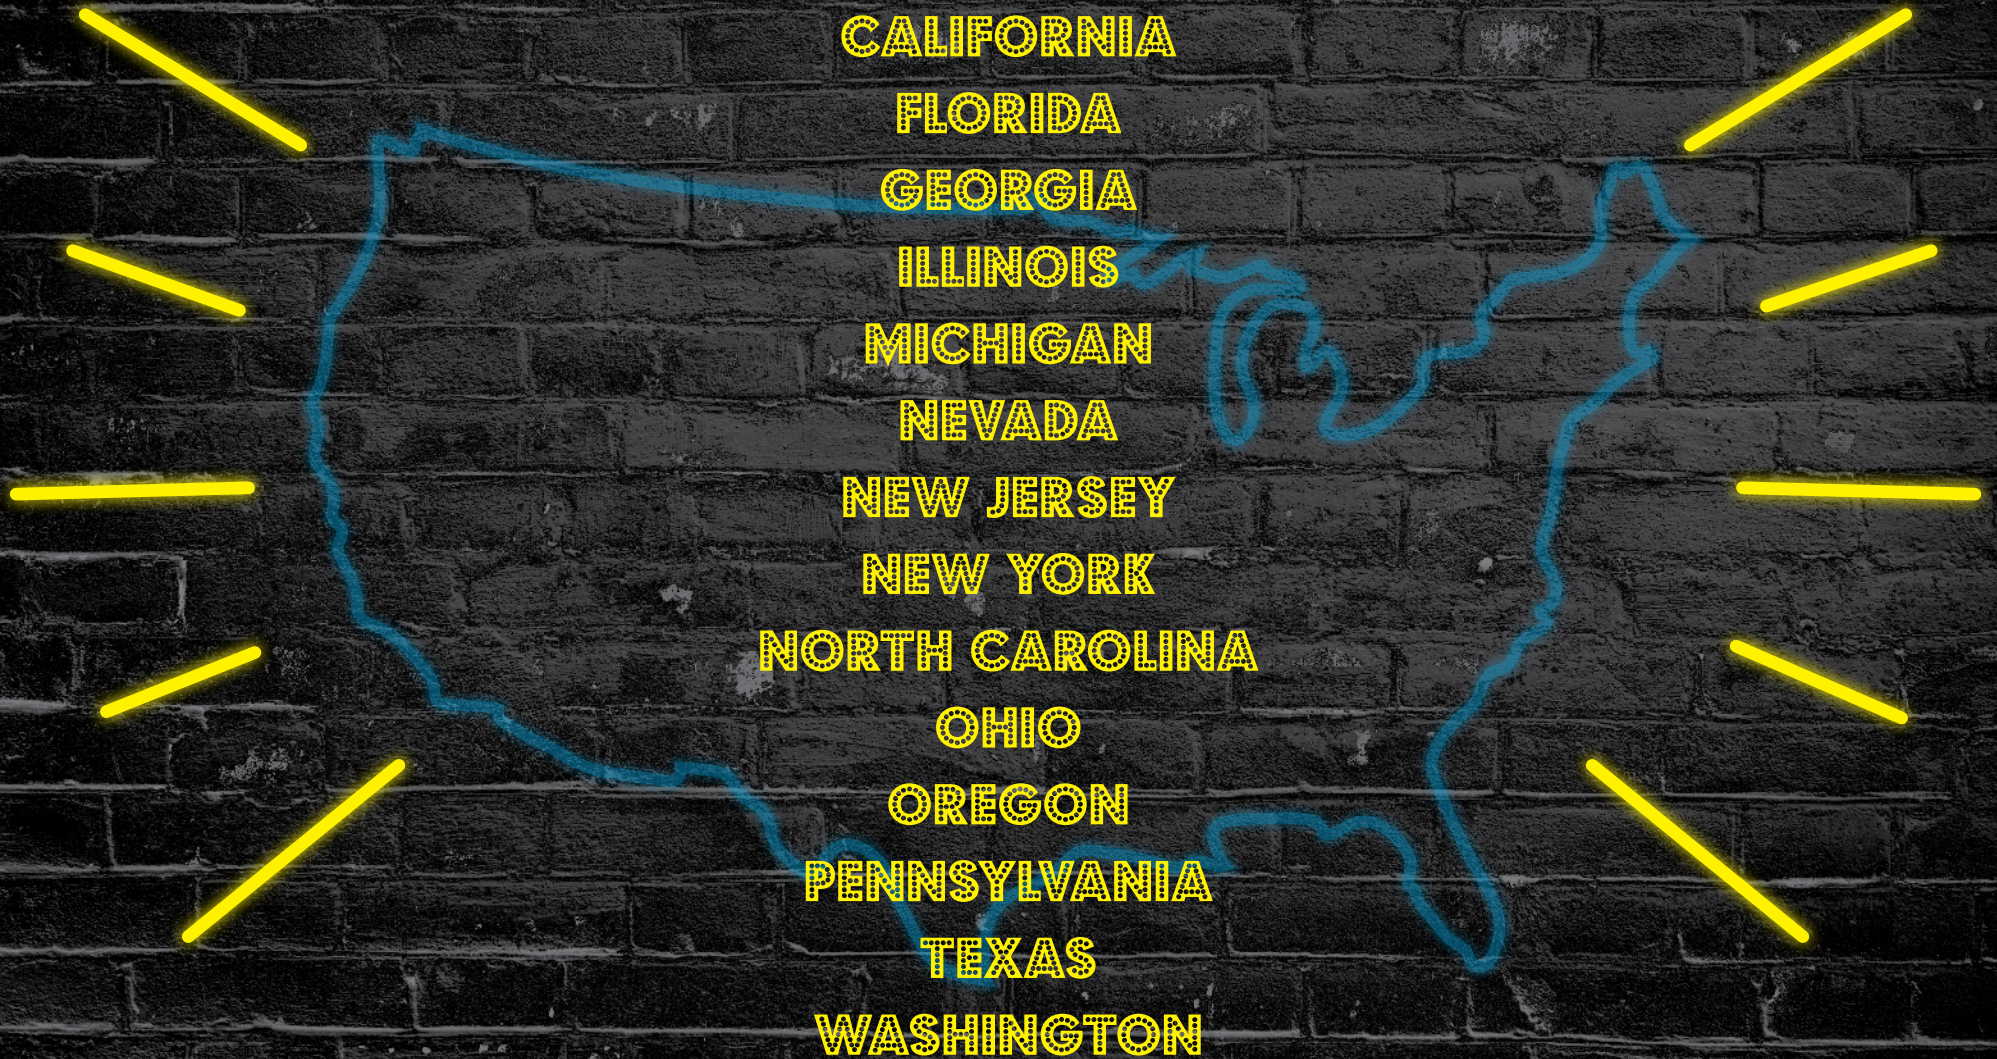 CALIFORNIA
FLORIDA
GEORGIA
ILLINOIS
MICHIGAN
NEVADA
NEW JERSEY
NEW YORK
NORTH CAROLINA
OHIO
OREGON
PENNSYLVANIA
TEXAS
WASHINGTON